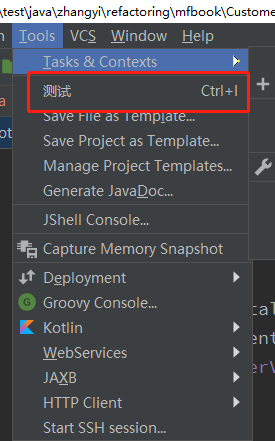 \test\java\zhangyi\refactoring\mfbook\Custome
Tools VCS Window Help
Tasks & Contexts
测试 Ctrl+I
Save File as Template...
Save Project as Template...
Manage Project Templates...
Generate JavaDoc...
JShell Console...
Capture Memory Snapshot
Deployment
Groovy Console...
Kotlin
WebServices
JAXB
HTTP Client
Start SSH session...